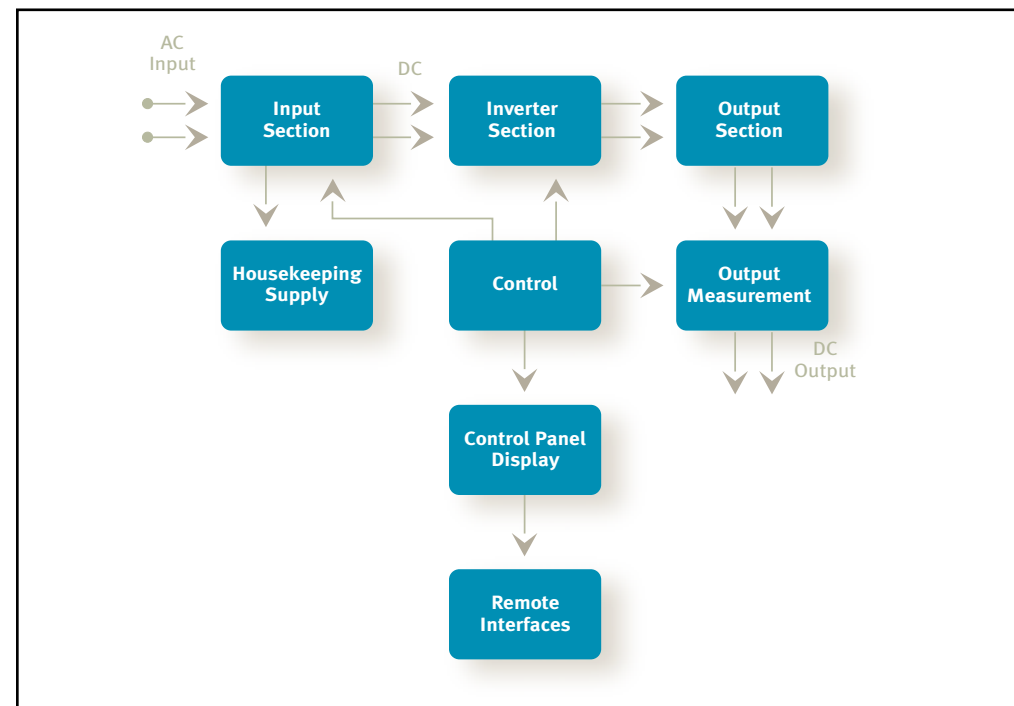 AC
Input
DC
Input
Section
Inverter
Section
Output
Section
Housekeeping
Supply
Control
Output
Measurement
DC
Output
Control Panel
Display
Remote
Interfaces